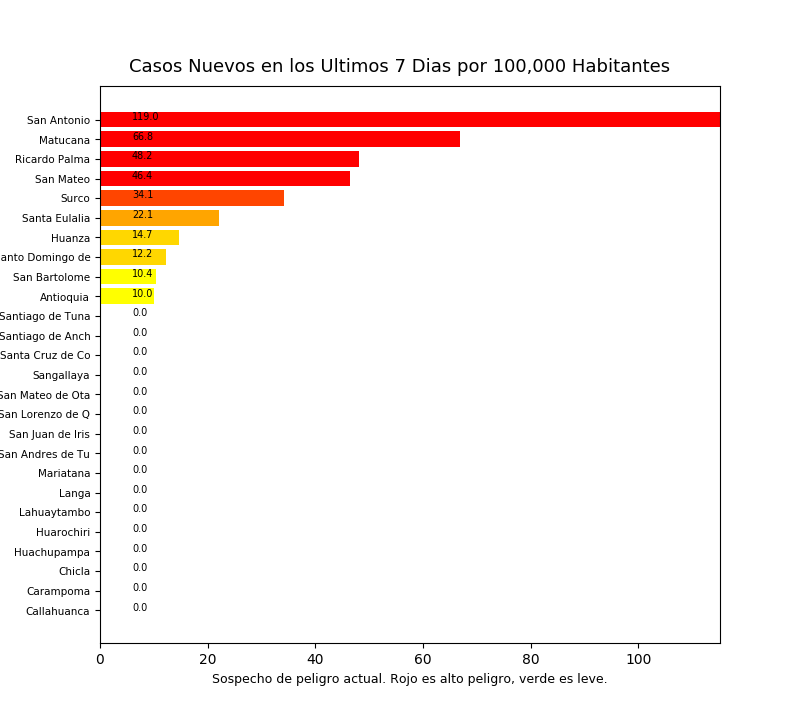 Casos Nuevos en los Ultimos 7 Dias por 100,000 Habitantes
San Antonio 119.0
Matucana 66.8
Ricardo Palma 48.2
San Mateo 46.4
Surco 34.1
Santa Eulalia 22.1
Huanza 14.7
anto Domingo de 12.2
San Bartolome 10.4
Antioquia 10.0
Santiago de Tuna 0.0
Santiago de Anch 0.0
Santa Cruz de Co 0.0
Sangallaya 0.0
San Mateo de Ota 0.0
San Lorenzo de Q 0.0
San Juan de Iris 0.0
San Andres de Tu 0.0
Mariatana 0.0
Langa 0.0
Lahuaytambo 0.0
Huarochiri 0.0
Huachupampa 0.0
Chicla 0.0
Carampoma 0.0
Callahuanca 0.0
0 20 40 60 80 100
Sospecho de peligro actual. Rojo es alto peligro, verde es leve.